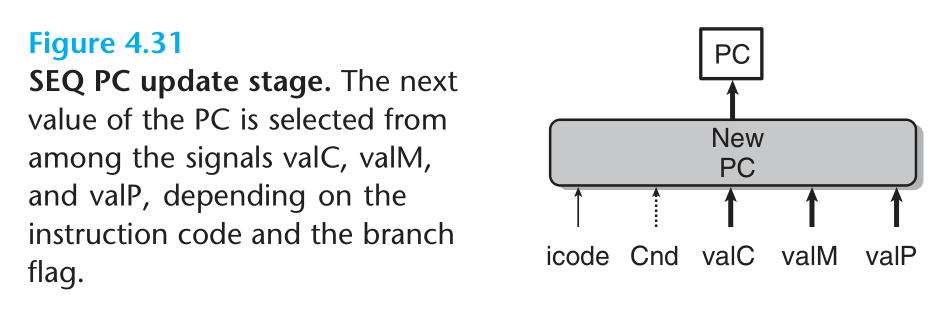 Figure 4.31
SEQ PC update stage. The next
value of the PC is selected from
among the signals valC, valM,
and valP, depending on the
instruction code and the branch
flag.
PC
New
PC
icode Cnd valC valM valP